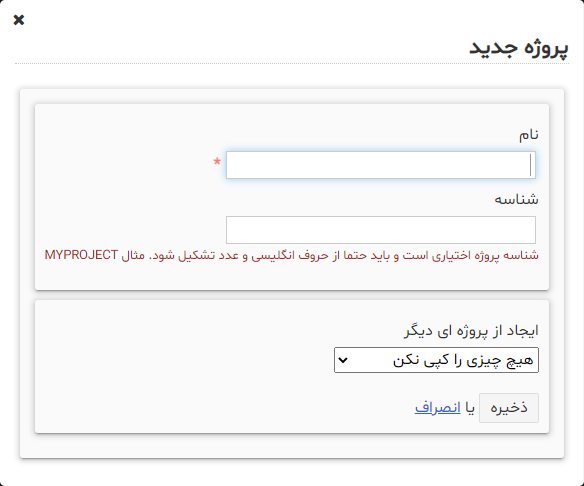 پروژه جدید
نام
*
شناسه
شناسه پروژه اختیاری است و باید حتما از حروف انگلیسی و عدد تشکیل شود. مثال MYPROJECT
ایجاد از پروژه ای دیگر
هیچ چیزی را کپی نکن
ذخیره یا انصراف